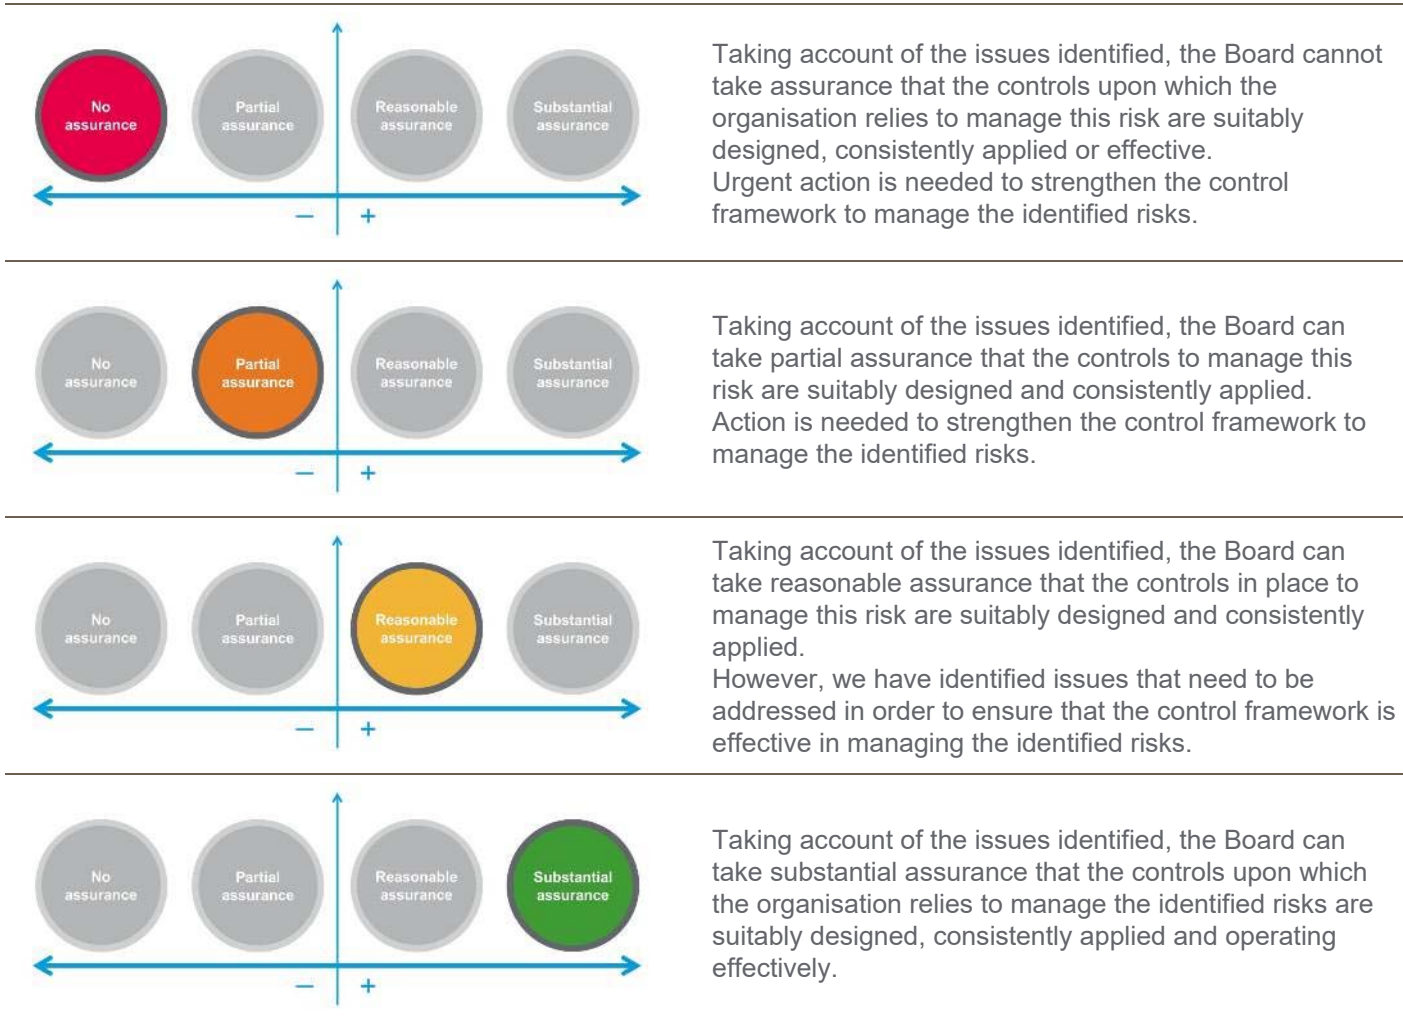 No
assurance
Partial
assurance
Reasonable
assurance
Substantial
assurance
— +
Taking account of the issues identified, the Board cannot
take assurance that the controls upon which the
organisation relies to manage this risk are suitably
designed, consistently applied or effective.
Urgent action is needed to strengthen the control
framework to manage the identified risks.
No
assurance
Partial
assurance
Reasonable
assurance
Substantial
assurance
— +
Taking account of the issues identified, the Board can
take partial assurance that the controls to manage this
risk are suitably designed and consistently applied.
Action is needed to strengthen the control framework to
manage the identified risks.
No
assurance
Partial
assurance
Reasonable
assurance
Substantial
assurance
— +
Taking account of the issues identified, the Board can
take reasonable assurance that the controls in place to
manage this risk are suitably designed and consistently
applied.
However, we have identified issues that need to be
addressed in order to ensure that the control framework is
effective in managing the identified risks.
No
assurance
Partial
assurance
Reasonable
assurance
Substantial
assurance
— +
Taking account of the issues identified, the Board can
take substantial assurance that the controls upon which
the organisation relies to manage the identified risks are
suitably designed, consistently applied and operating
effectively.